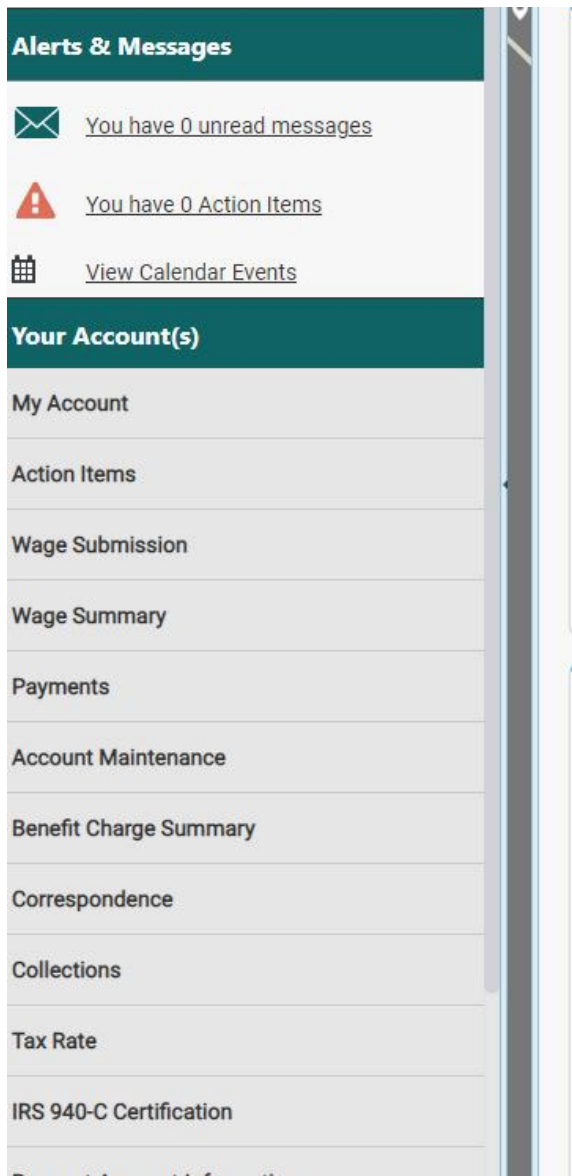 Alerts & Messages
You have 0 unread messages
You have 0 Action Items
View Calendar Events
Your Account(s)
My Account
Action Items
Wage Submission
Wage Summary
Payments
Account Maintenance
Benefit Charge Summary
Correspondence
Collections
Tax Rate
IRS 940-C Certification